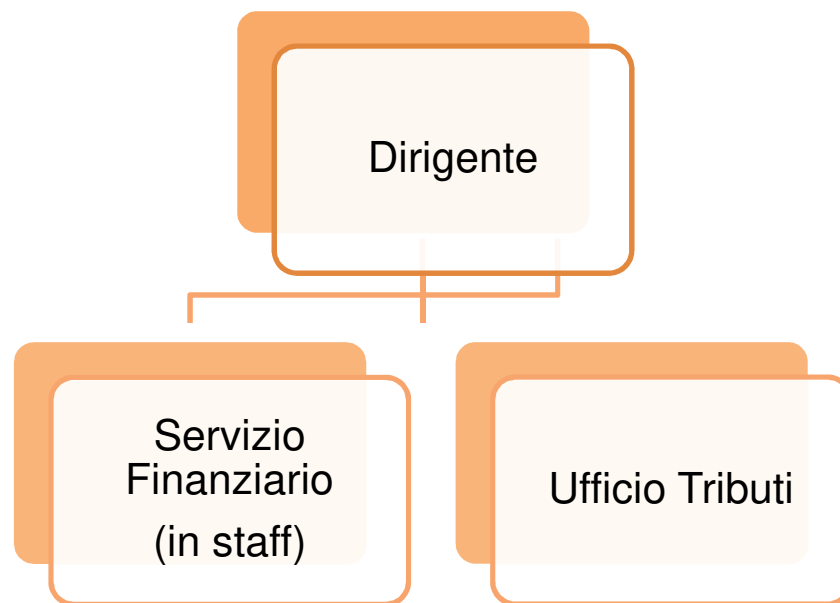 Dirigente
Servizio
Finanziario
(in staff)
Ufficio Tributi